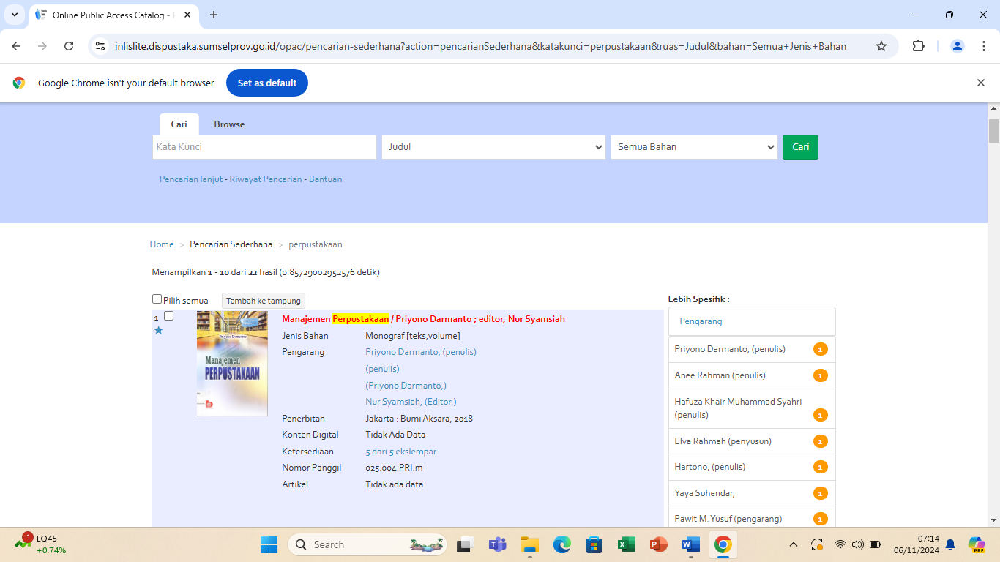 Online Public Access Catalog -
inlislite.dispustaka.sumselprov.go.id/opac/pencarian-sederhana?action=pencarianSederhana&katakunci=perpustakaan&ruas=Judul&bahan=Semua+Jenis+Bahan
Google Chrome isn't your default browser
Set as default
Cari
Browse
Kata Kunci
Judul
Semua Bahan
Cari
Pencarian lanjut - Riwayat Pencarian - Bantuan
Home > Pencarian Sederhana > perpustakaan
Menampilkan 1 - 10 dari 22 hasil (0.85729002952576 detik)
Pilih semua
Tambah ke tampung
1
Priyono Darmanto
Manajemen
PERPUSTAKAAN
Manajemen Perpustakaan / Priyono Darmanto ; editor, Nur Syamsiah
Jenis Bahan Monograf [teks,volume]
Pengarang Priyono Darmanto, (penulis)
(penulis)
(Priyono Darmanto,)
Nur Syamsiah, (Editor.)
Penerbitan Jakarta : Bumi Aksara, 2018
Konten Digital Tidak Ada Data
Ketersediaan 5 dari 5 ekslempar
Nomor Panggil 025.004.PRI.m
Artikel Tidak ada data
Lebih Spesifik :
Pengarang
Priyono Darmanto, (penulis) 1
Anee Rahman (penulis) 1
Hafuza Khair Muhammad Syahri
(penulis) 1
Elva Rahmah (penyusun) 1
Hartono, (penulis) 1
Yaya Suhendar, 1
Pawit M. Yusuf (pengarang) 1
1
LQ45
+0,74%
Search
07:14
06/11/2024
PRE